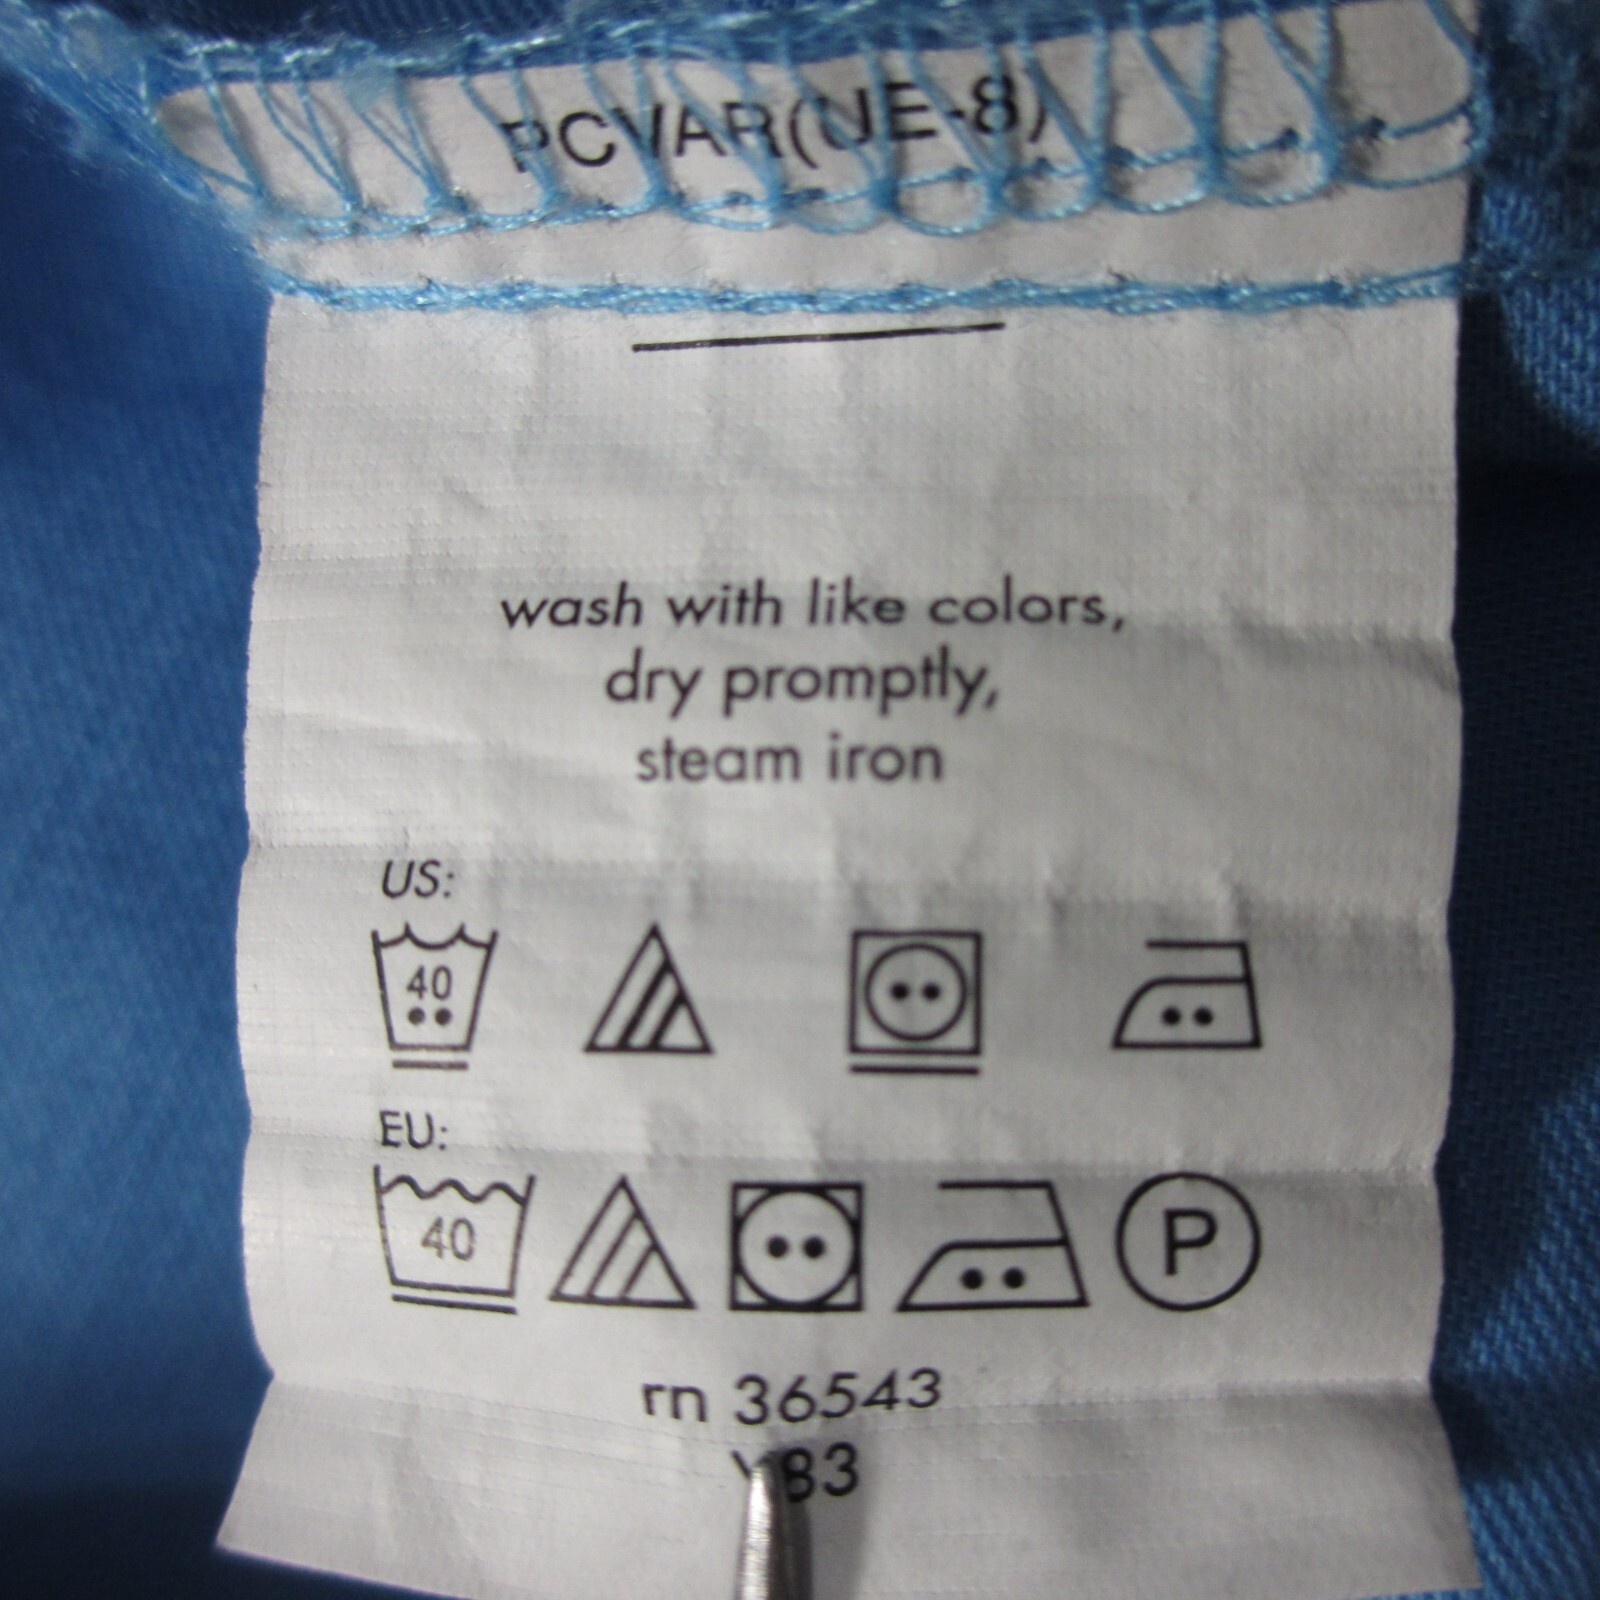 PCVAR(UE-8)
wash with like colors,
dry promptly,
steam iron
US:
40
EU:
40
P
rn 36543